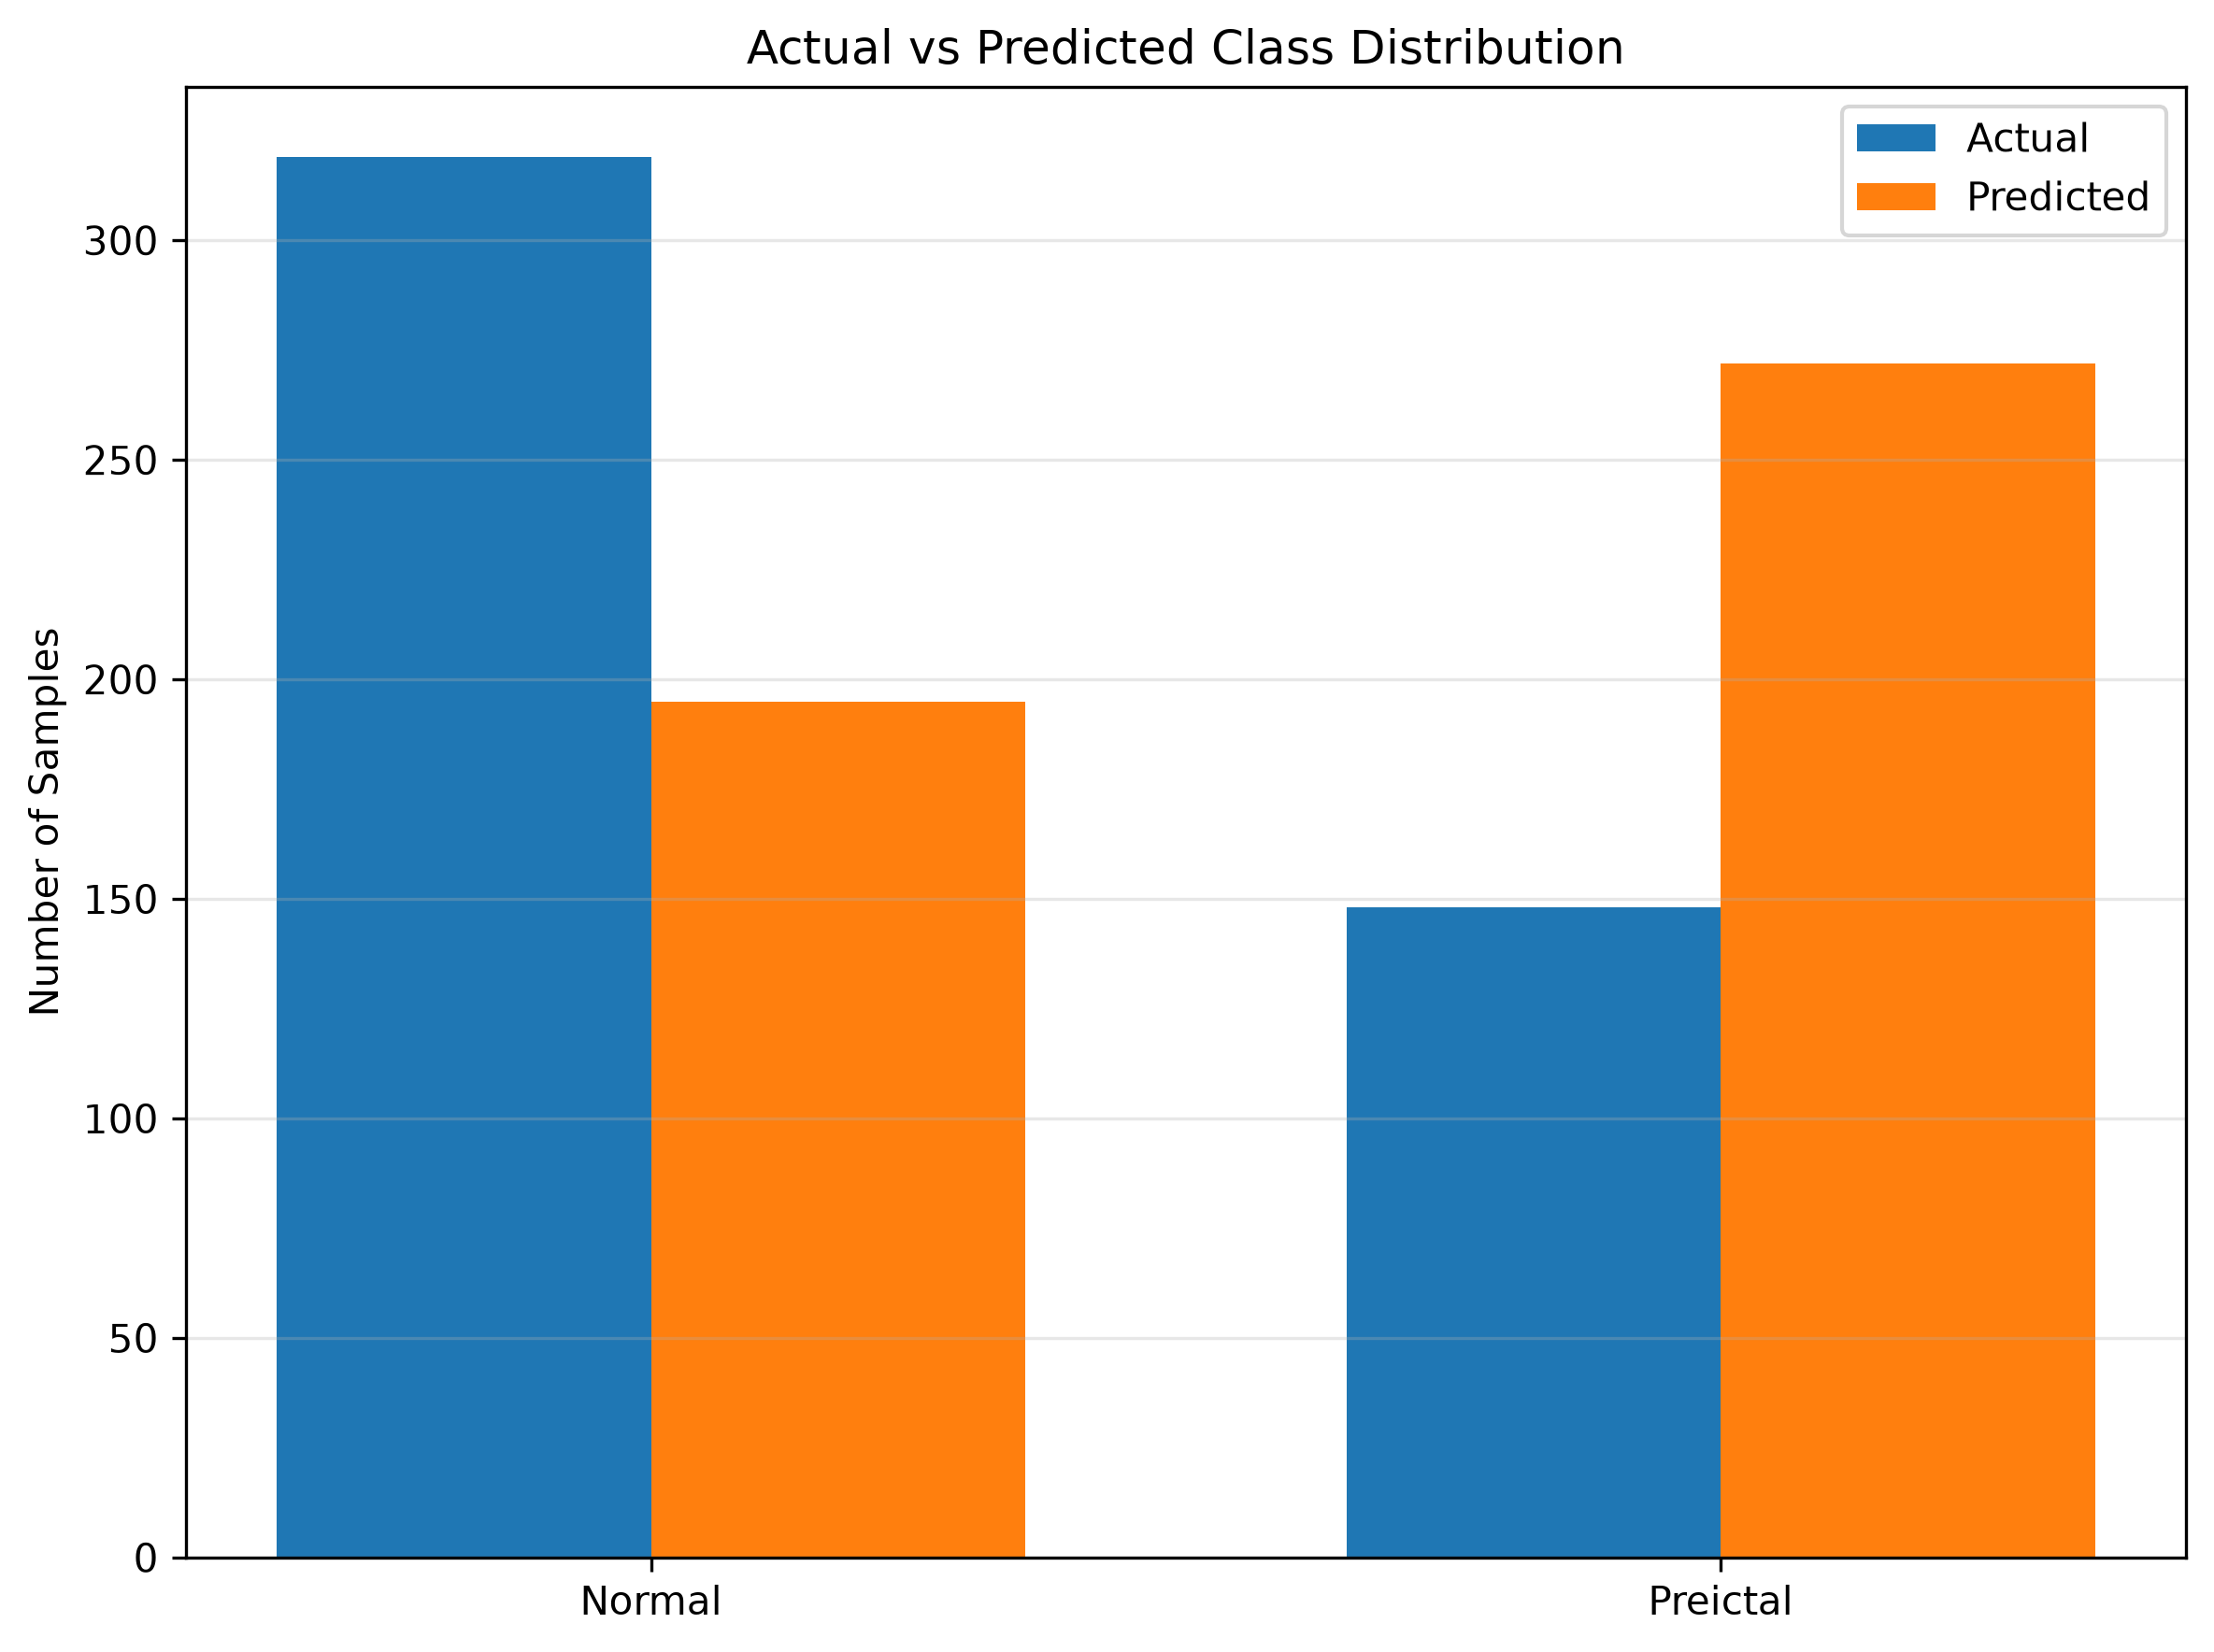 Actual vs Predicted Class Distribution
Actual
Predicted
Number of Samples
300
250
200
150
100
50
0
Normal
Preictal